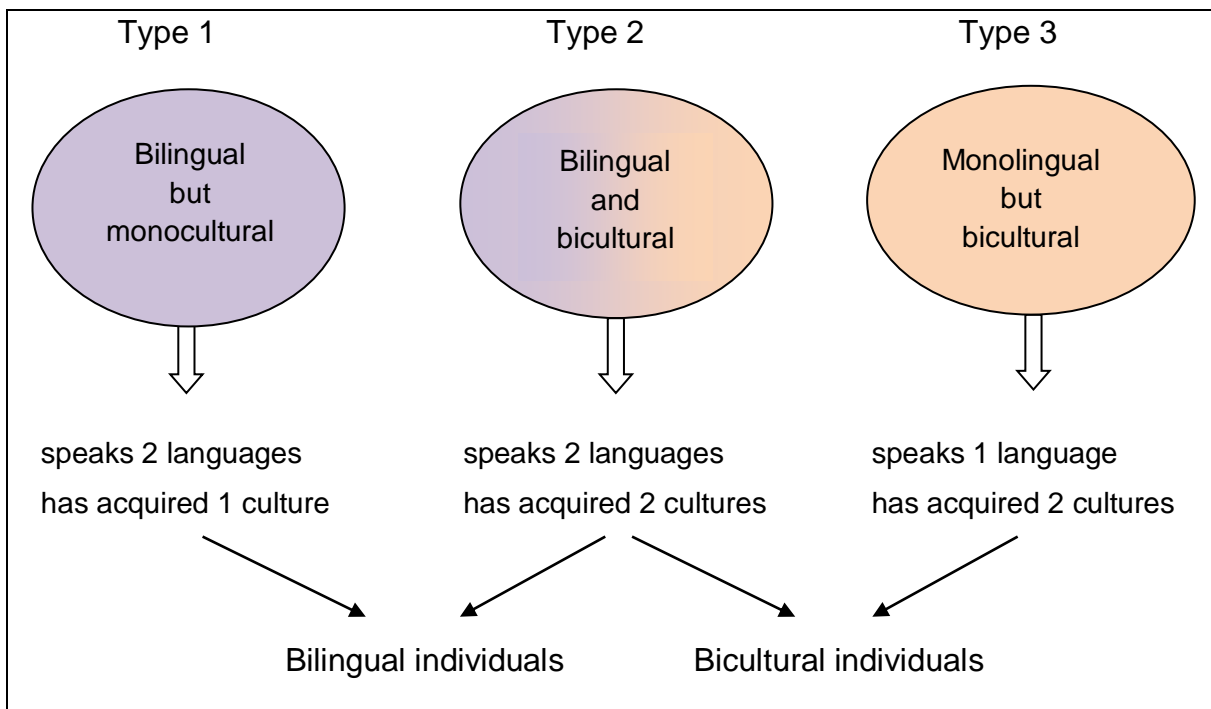 Type 1
Type 2
Type 3
Bilingual
but
monocultural
Bilingual
and
bicultural
Monolingual
but
bicultural
speaks 2 languages
has acquired 1 culture
speaks 2 languages
has acquired 2 cultures
speaks 1 language
has acquired 2 cultures
Bilingual individuals
Bicultural individuals